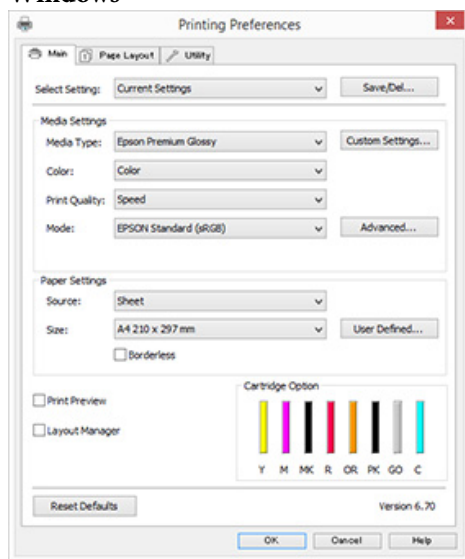 Windows
Printing Preferences
Main Page Layout Utility
Select Setting: Current Settings Save/Del...
Media Settings
Media Type: Epson Premium Glossy Custom Settings...
Color: Color
Print Quality: Speed
Mode: EPSON Standard (sRGB) Advanced...
Paper Settings
Source: Sheet
Size: A4 210 x 297 mm User Defined...
Borderless
Cartridge Option
Print Preview
Layout Manager
Y M MK R OR PK GO C
Reset Defaults Version 6.70
OK Cancel Help